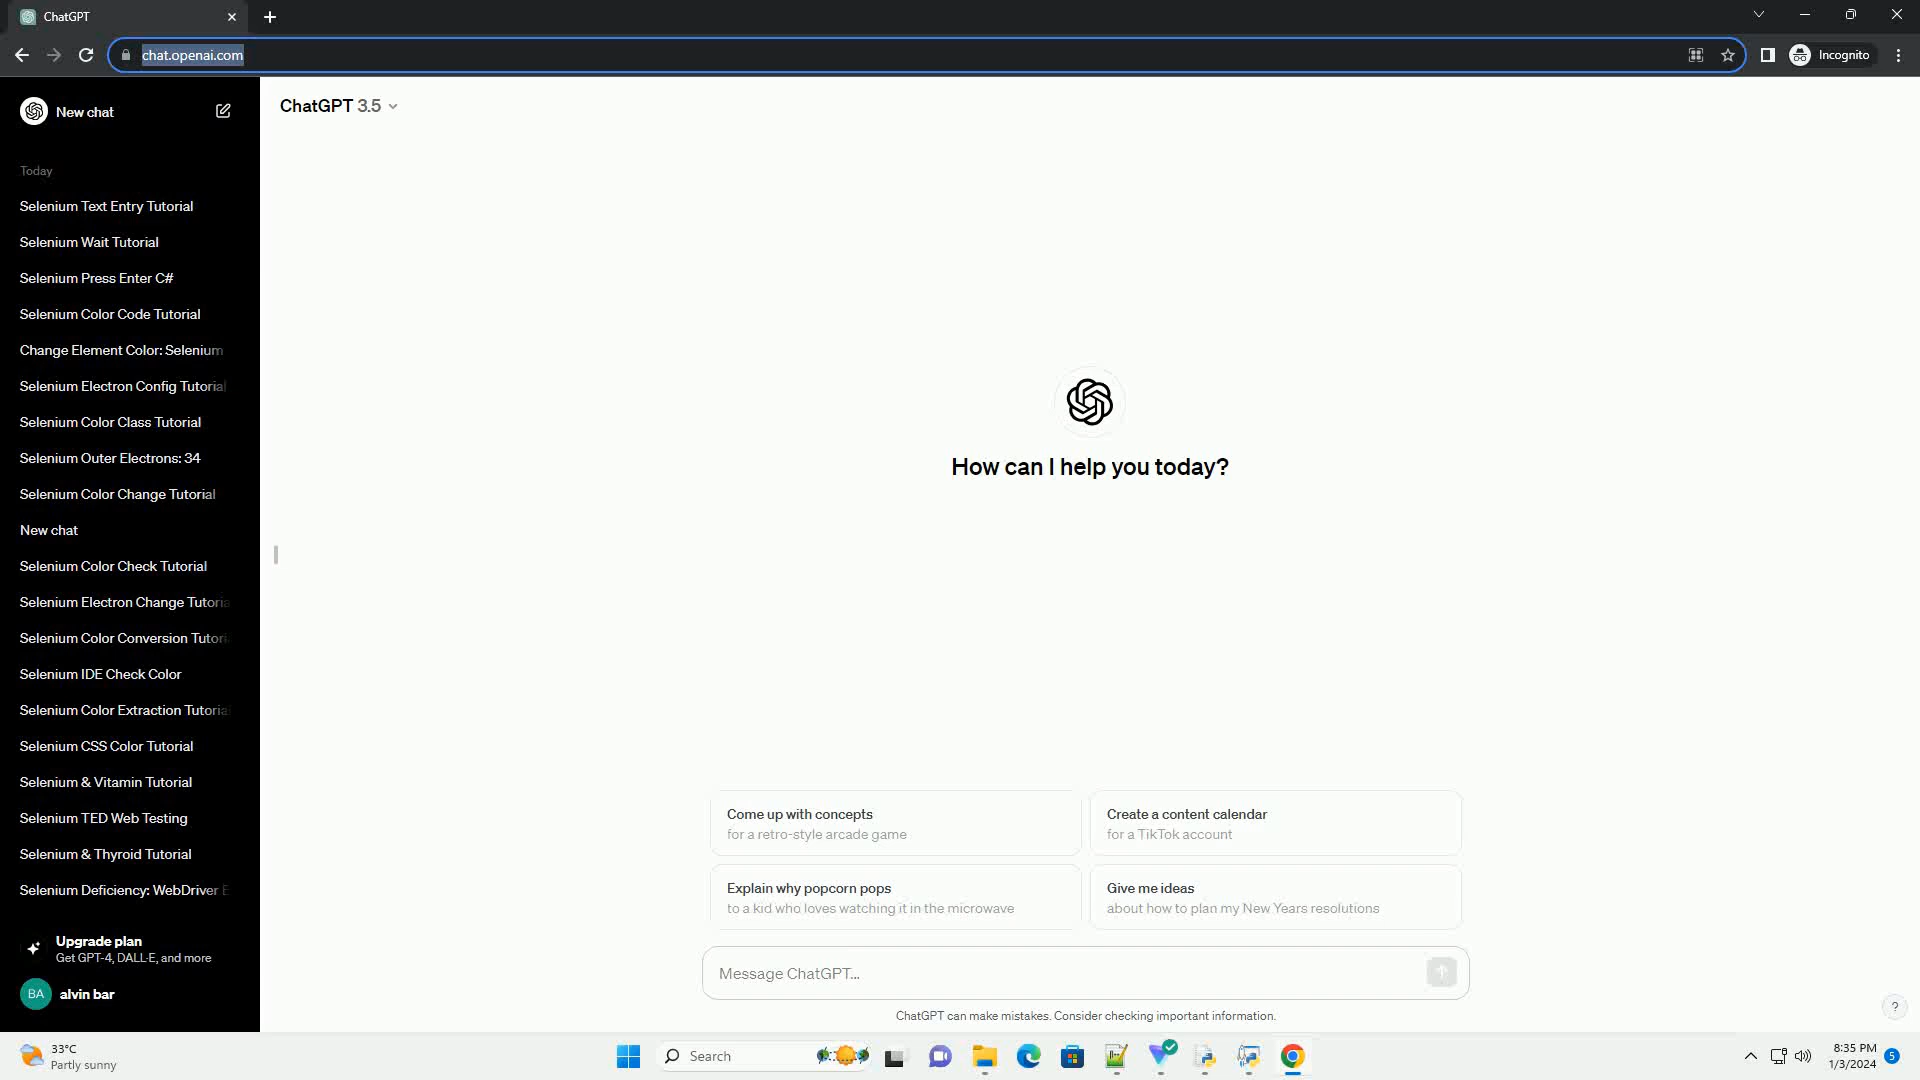 ChatGPT
chat.openai.com
Incognito
New chat
ChatGPT 3.5
Today
Selenium Text Entry Tutorial
Selenium Wait Tutorial
Selenium Press Enter C#
Selenium Color Code Tutorial
Change Element Color: Selenium
Selenium Electron Config Tutorial
Selenium Color Class Tutorial
Selenium Outer Electrons: 34
Selenium Color Change Tutorial
New chat
Selenium Color Check Tutorial
Selenium Electron Change Tutoria
Selenium Color Conversion Tutori
Selenium IDE Check Color
Selenium Color Extraction Tutoria
Selenium CSS Color Tutorial
Selenium & Vitamin Tutorial
Selenium TED Web Testing
Selenium & Thyroid Tutorial
Selenium Deficiency: WebDriver E
Upgrade plan
Get GPT-4, DALL·E, and more
BA alvin bar
How can I help you today?
Come up with concepts
for a retro-style arcade game
Create a content calendar
for a TikTok account
Explain why popcorn pops
to a kid who loves watching it in the microwave
Give me ideas
about how to plan my New Years resolutions
Message ChatGPT...
ChatGPT can make mistakes. Consider checking important information.
?
33°C
Partly sunny
Search
8:35 PM
1/3/2024
5